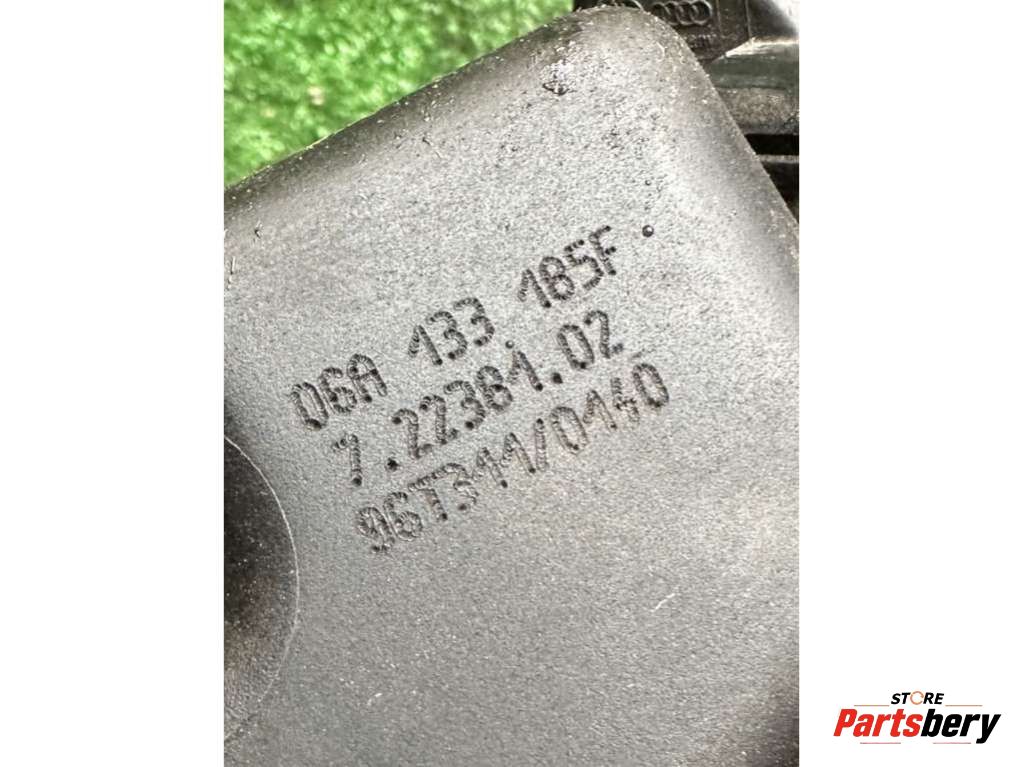 06A 133 185F
7.22381.02
96T311/0140
STORE
Partsbery